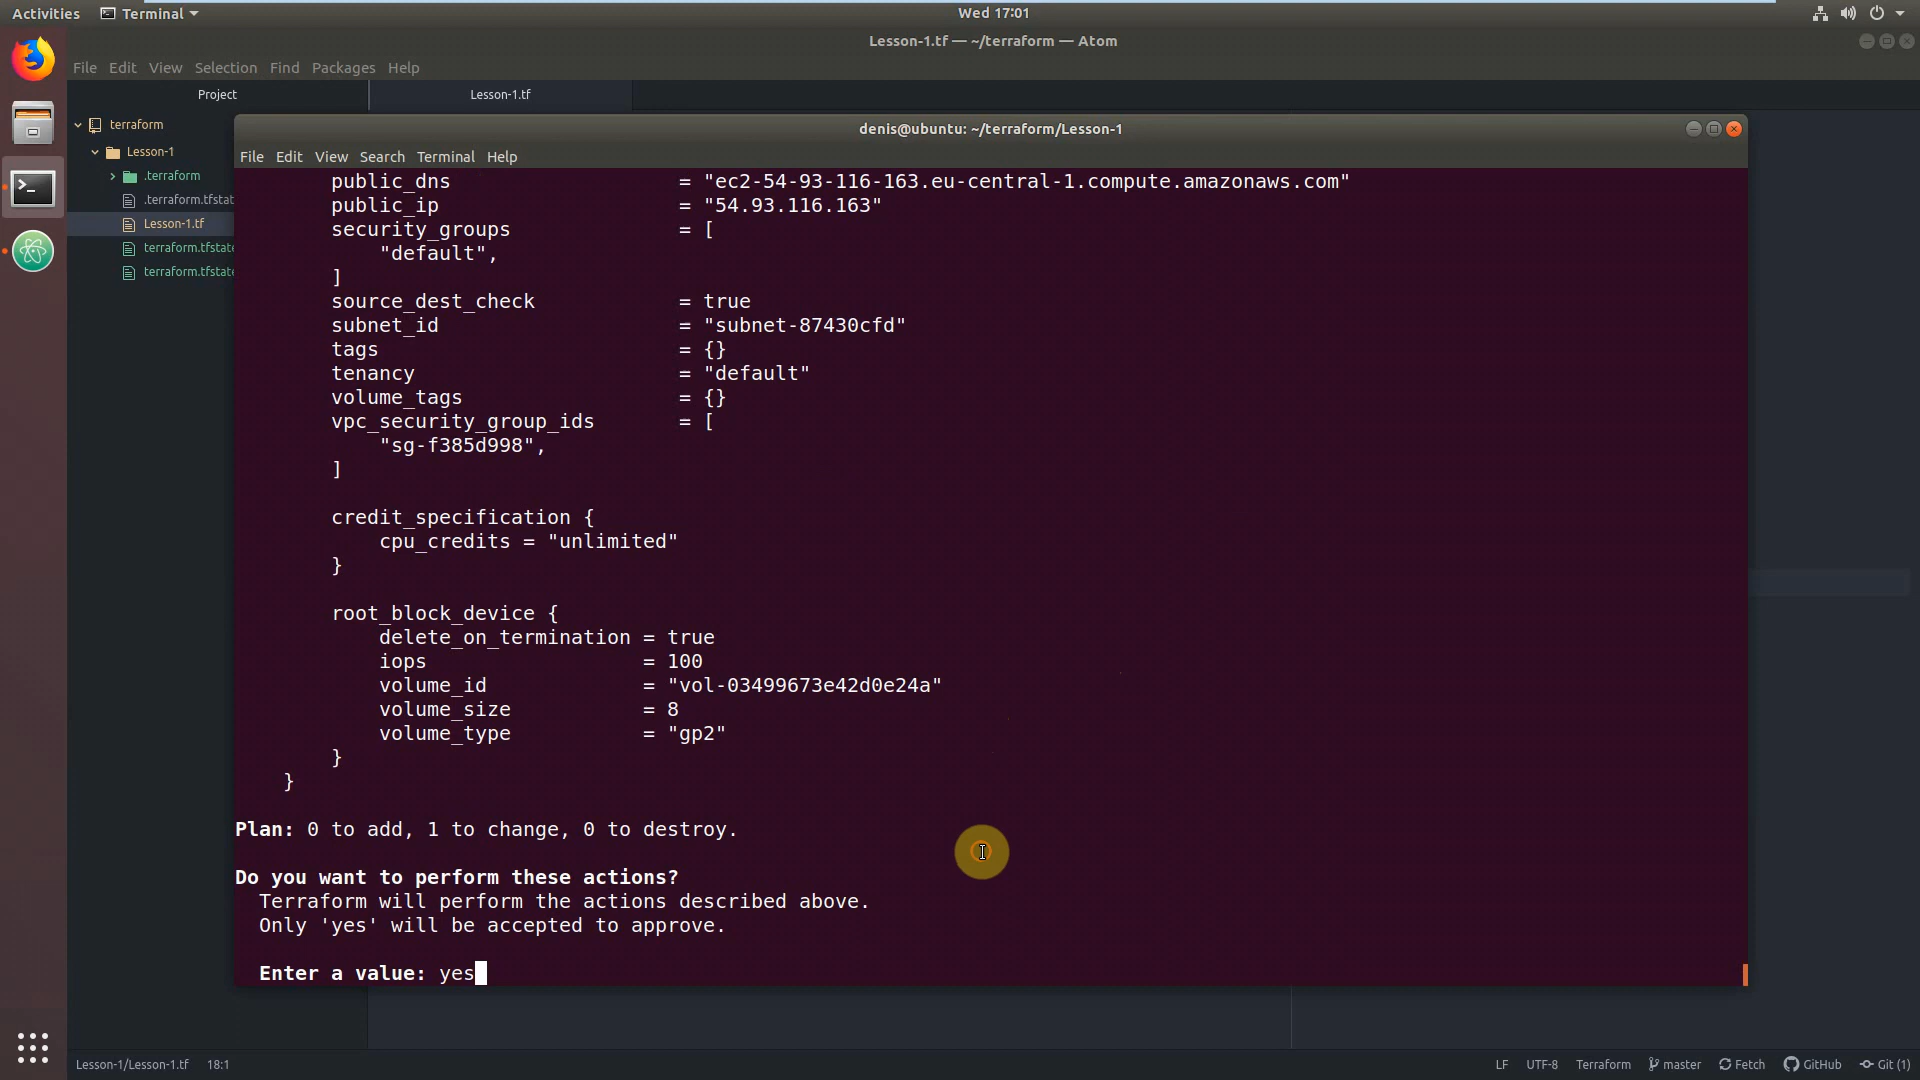 Activities
Terminal
Wed 17:01
Lesson-1.tf — ~/terraform — Atom
File Edit View Selection Find Packages Help
Project
Lesson-1.tf
terraform
Lesson-1
.terraform
.terraform.tfstat
Lesson-1.tf
terraform.tfstate
terraform.tfstate
denis@ubuntu: ~/terraform/Lesson-1
File Edit View Search Terminal Help
public_dns = "ec2-54-93-116-163.eu-central-1.compute.amazonaws.com"
public_ip = "54.93.116.163"
security_groups = [
"default",
]
source_dest_check = true
subnet_id = "subnet-87430cfd"
tags = {}
tenancy = "default"
volume_tags = {}
vpc_security_group_ids = [
"sg-f385d998",
]
credit_specification {
cpu_credits = "unlimited"
}
root_block_device {
delete_on_termination = true
iops = 100
volume_id = "vol-03499673e42d0e24a"
volume_size = 8
volume_type = "gp2"
}
}
Plan: 0 to add, 1 to change, 0 to destroy.
Do you want to perform these actions?
Terraform will perform the actions described above.
Only 'yes' will be accepted to approve.
Enter a value: yes
Lesson-1/Lesson-1.tf 18:1
LF UTF-8 Terraform master Fetch GitHub Git (1)